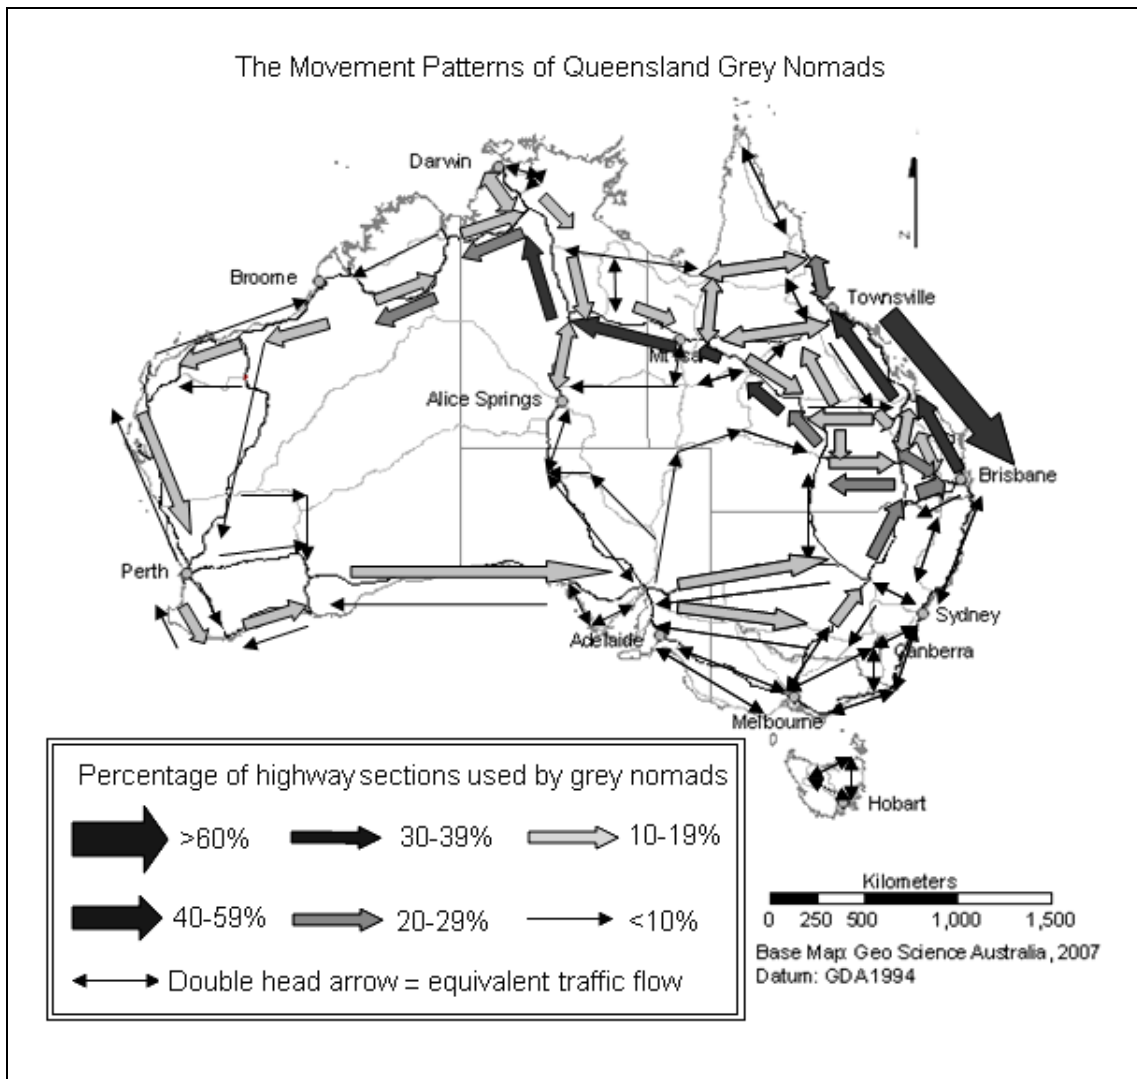 The Movement Patterns of Queensland Grey Nomads
Darwin
N
Broome
Townsville
Mt Isa
Alice Springs
Brisbane
Perth
Sydney
Adelaide
Canberra
Melbourne
Hobart
Percentage of highway sections used by grey nomads
>60%
30-39%
10-19%
40-59%
20-29%
<10%
Double head arrow = equivalent traffic flow
Kilometers
0 250 500 1,000 1,500
Base Map: Geo Science Australia, 2007
Datum: GDA1994